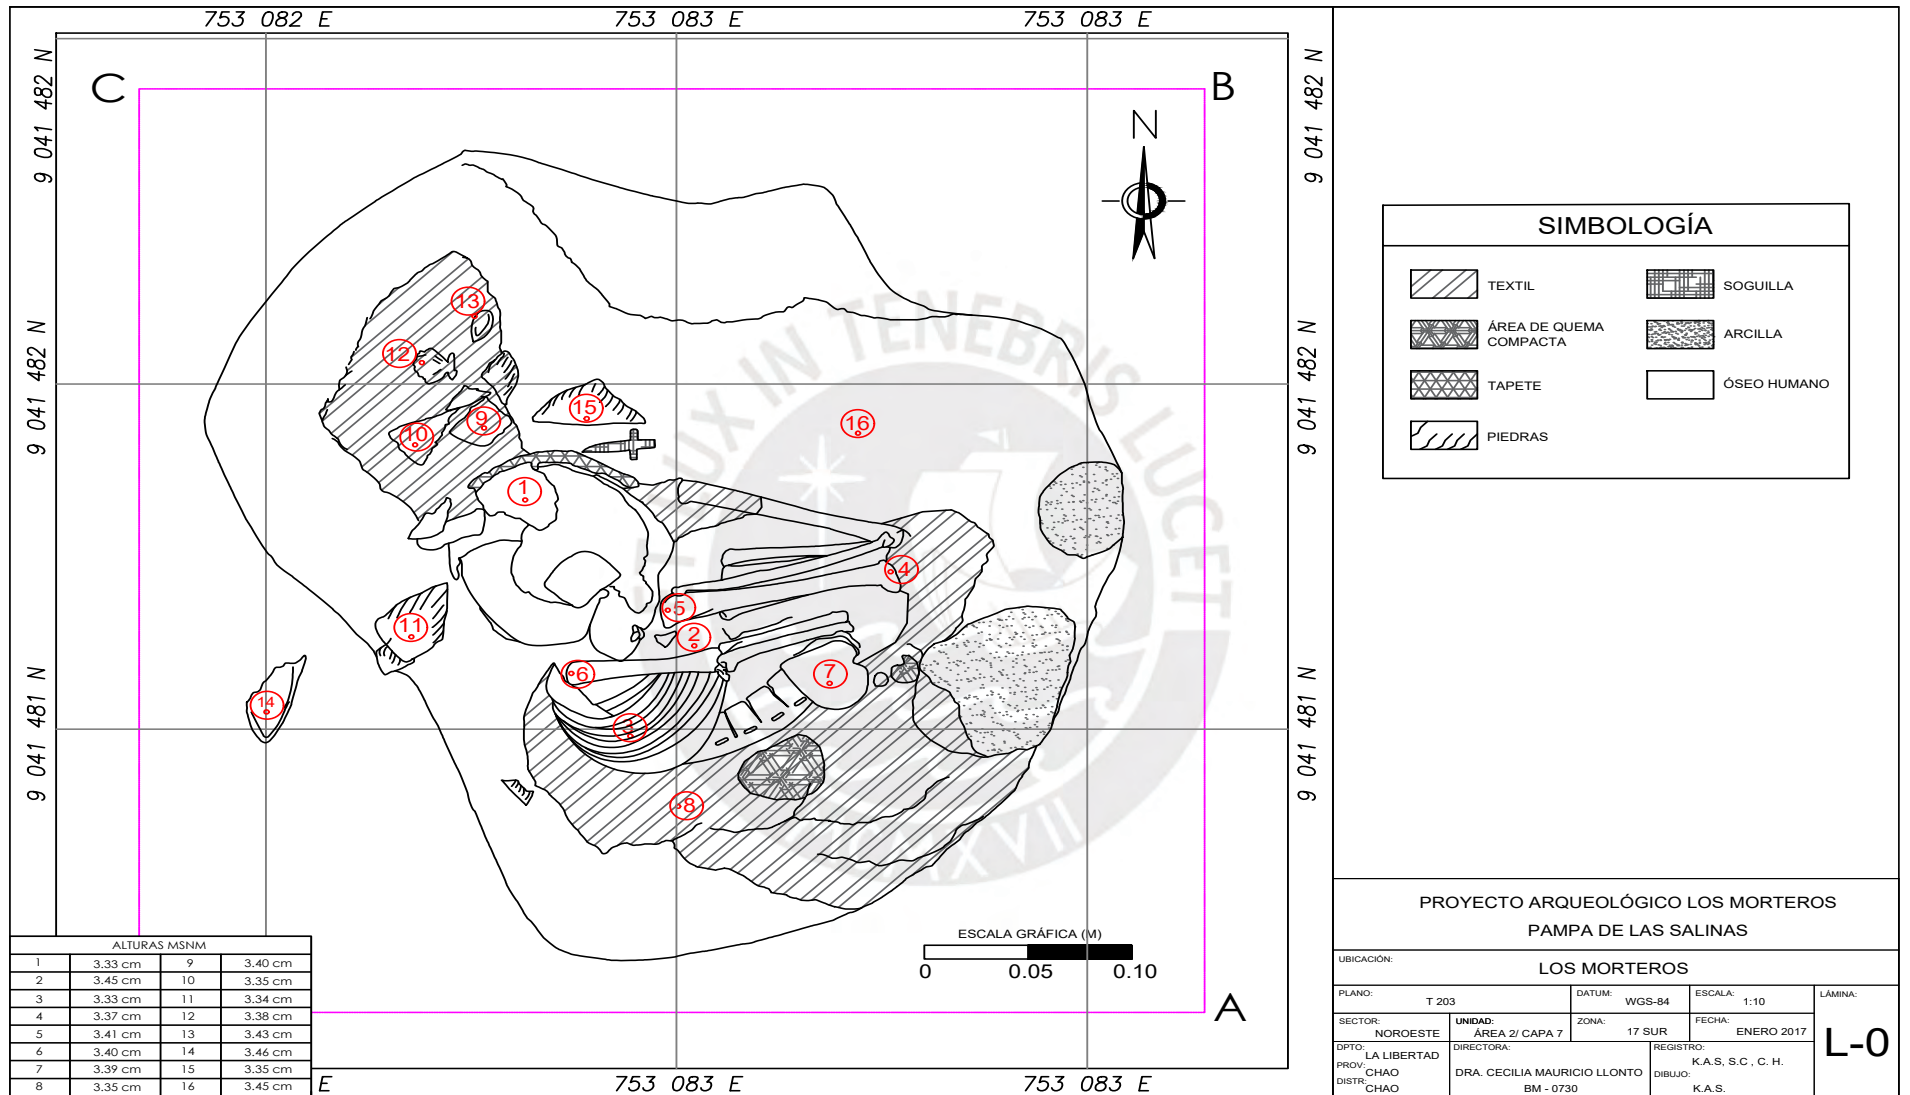 753 082 E
753 083 E
753 083 E
9 041 482 N
9 041 482 N
C
B
N
9 041 482 N
9 041 482 N
9 041 481 N
9 041 481 N
13
12
15
9
10
16
1
4
5
2
11
6
7
14
3
8
LUX IN TENEBRIS LUCET
MCMXVII
ESCALA GRÁFICA (M)
0 0.05 0.10
A
E
753 083 E
753 083 E
ALTURAS MSNM
1 3.33 cm 9 3.40 cm
2 3.45 cm 10 3.35 cm
3 3.33 cm 11 3.34 cm
4 3.37 cm 12 3.38 cm
5 3.41 cm 13 3.43 cm
6 3.40 cm 14 3.46 cm
7 3.39 cm 15 3.35 cm
8 3.35 cm 16 3.45 cm
SIMBOLOGÍA
TEXTIL
SOGUILLA
ÁREA DE QUEMA
COMPACTA
ARCILLA
TAPETE
ÓSEO HUMANO
PIEDRAS
PROYECTO ARQUEOLÓGICO LOS MORTEROS
PAMPA DE LAS SALINAS
UBICACIÓN:
LOS MORTEROS
PLANO: T 203
DATUM: WGS-84
ESCALA: 1:10
LÁMINA:
L-0
SECTOR: NOROESTE
UNIDAD: ÁREA 2/ CAPA 7
ZONA: 17 SUR
FECHA: ENERO 2017
DPTO: LA LIBERTAD
PROV: CHAO
DISTR: CHAO
DIRECTORA:
DRA. CECILIA MAURICIO LLONTO
BM - 0730
REGISTRO:
K.A.S, S.C , C. H.
DIBUJO:
K.A.S.